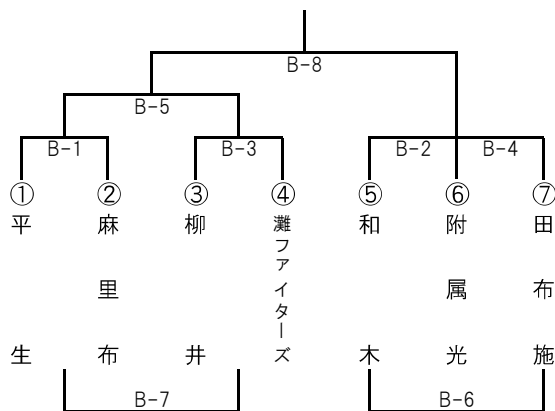 B-8
B-5
B-1
B-3
B-2
B-4
①
②
③
④
⑤
⑥
⑦
平生
麻里布
柳井
灘ファイターズ
和木
附属光
田布施
B-7
B-6